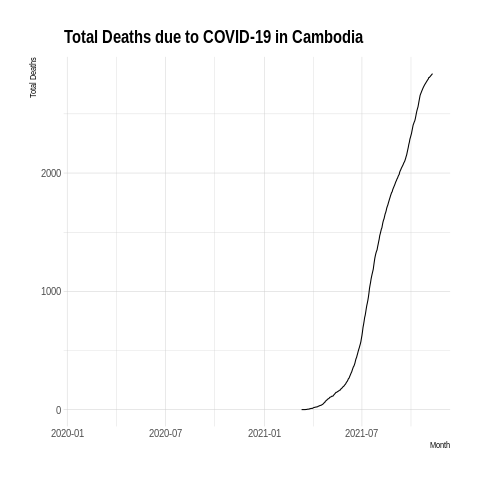 Total Deaths due to COVID-19 in Cambodia
Total Deaths
2000
1000
0
2020-01 2020-07 2021-01 2021-07
Month